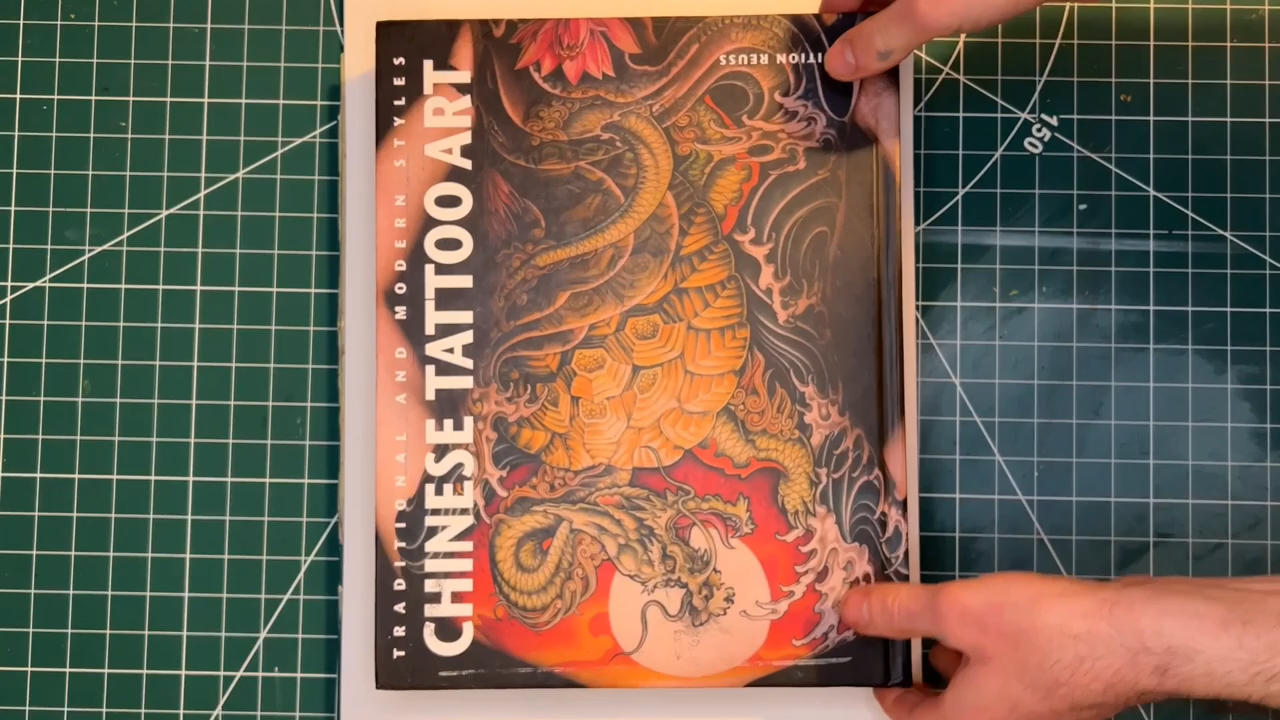 TRADITIONAL AND MODERN STYLES
CHINESE TATTOO ART
ITION REUSS
150